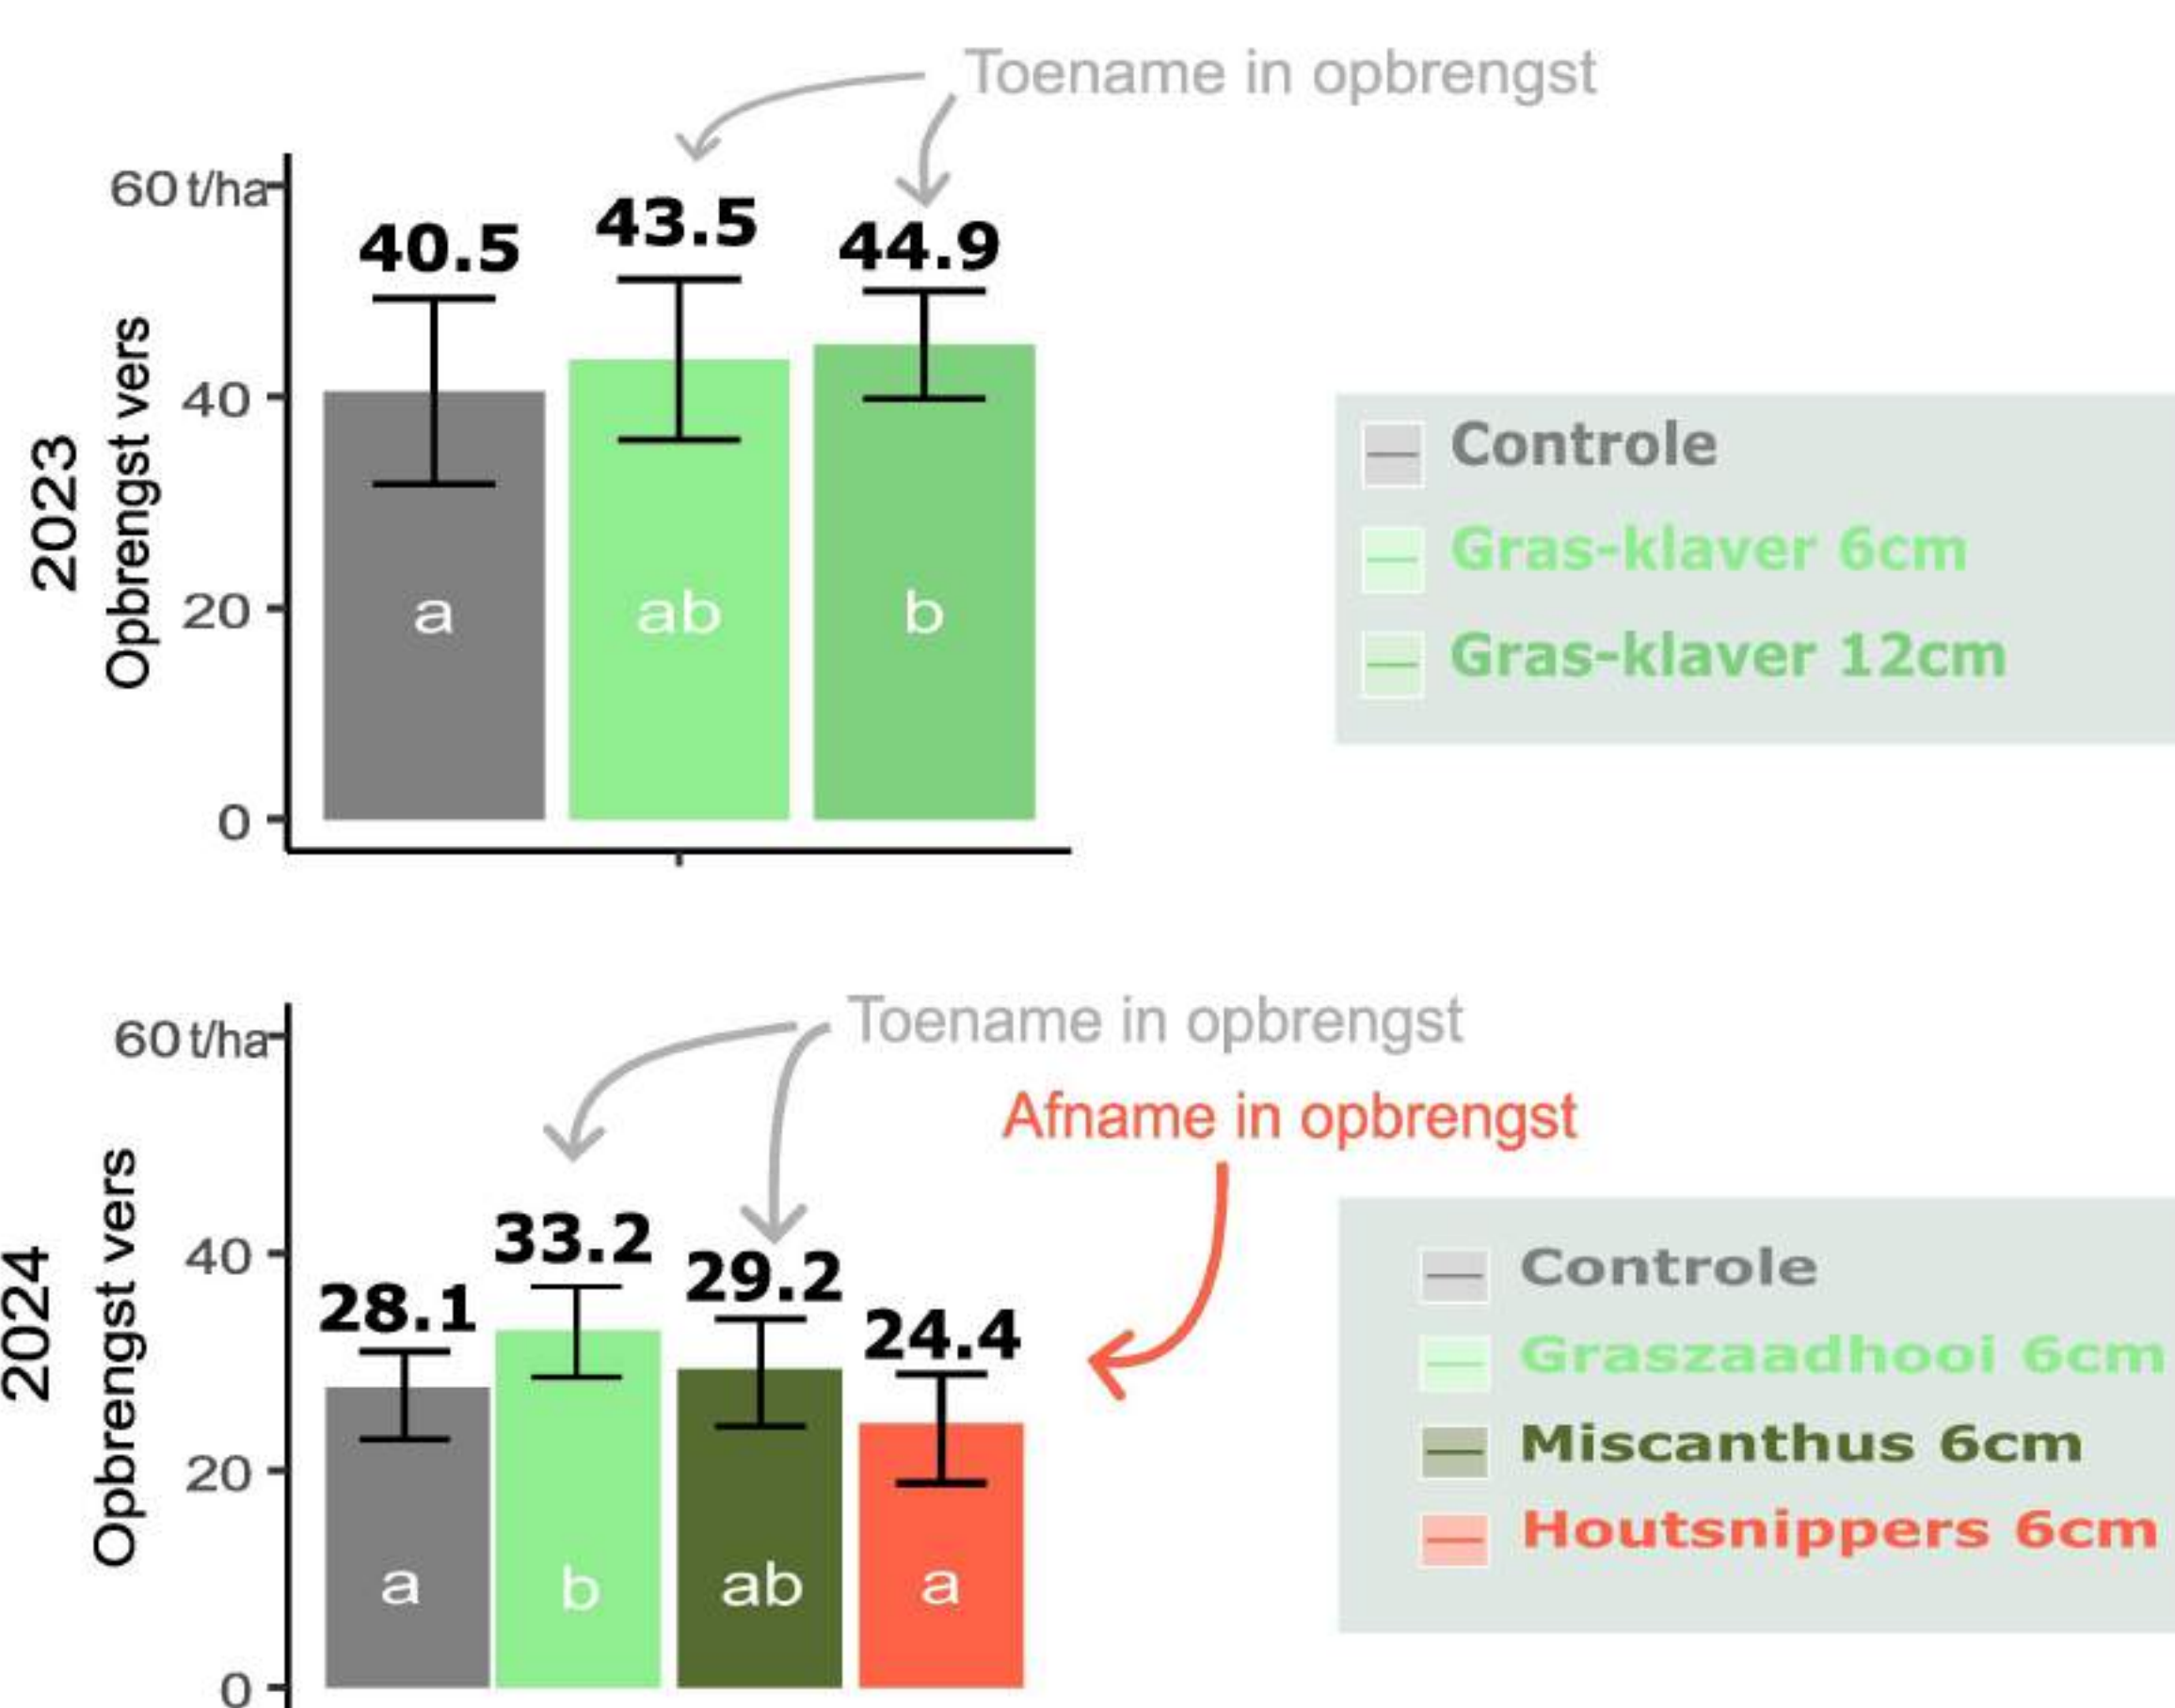 Toename in opbrengst
60 t/ha
40.5
43.5
44.9
2023
Opbrengst vers
40
20
0
a
ab
b
Controle
Gras-klaver 6cm
Gras-klaver 12cm
Toename in opbrengst
60 t/ha
Afname in opbrengst
2024
Opbrengst vers
40
20
0
28.1
33.2
29.2
24.4
a
b
ab
a
Controle
Graszaadhooi 6cm
Miscanthus 6cm
Houtsnippers 6cm